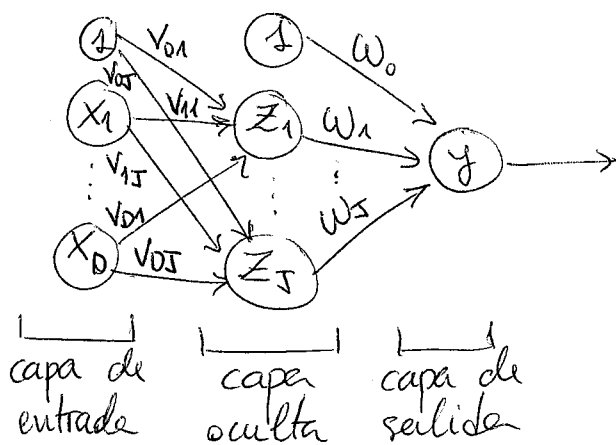 1 V01 1 W0
V0J
X1 V11 Z1 W1 y
V1J
VD1 WJ
XD VDJ ZJ
capa de capa capa de
entrada oculta salida